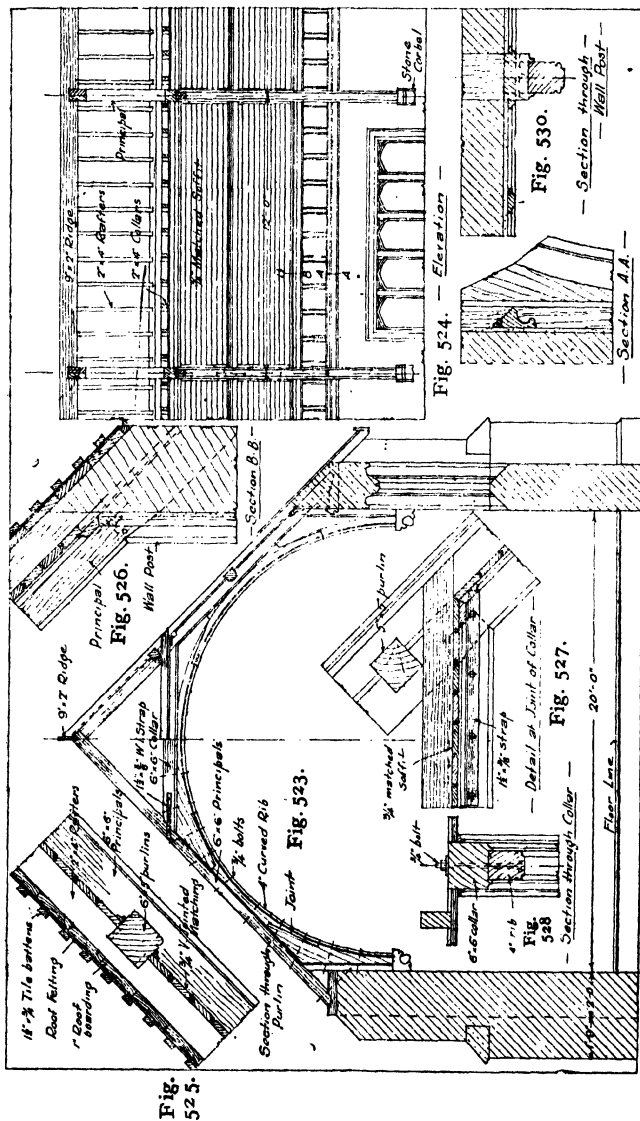 Fig.
525.
1½" × ¾" Tile battens
Roof Felting
1" Roof
boarding
2" × 4" Rafters
6" × 6"
Principals
6" × 5" purlins
¾" V Jointed
Matching
Section through
Purlin
9" × 2" Ridge
1½" × ⅜" W.I. Strap
6" × 6" Collar
6" × 6" Principals
¾" bolts
4" Curved Rib
Joint
Fig. 523.
Principal
Fig. 526.
Wall Post
— Section B.B. —
¾" matched
Soffit
purlin
1½" × ⅜" Strap
— Detail at Joint of Collar —
Fig. 527.
bolt
6" × 6" collar
4" rib
Fig.
528
— Section through Collar —
20'-0"
Floor Line
9" × 2" Ridge
2" × 4" Rafters
2" × 6" Collars
Principal
¾" Matched Soffit
12'-0"
B
B
A
A
Stone
Corbel
Fig. 524. — Elevation —
Fig. 530.
— Section through —
— Wall Post —
— Section A.A. —